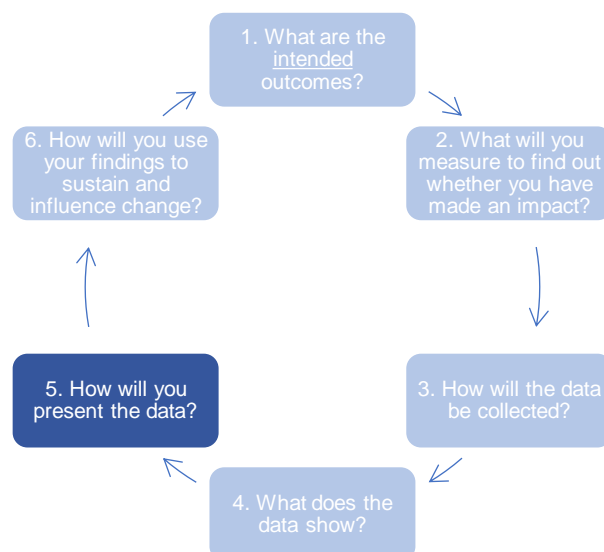 1. What are the
intended
outcomes?
2. What will you
measure to find out
whether you have
made an impact?
3. How will the data
be collected?
4. What does the
data show?
5. How will you
present the data?
6. How will you use
your findings to
sustain and
influence change?